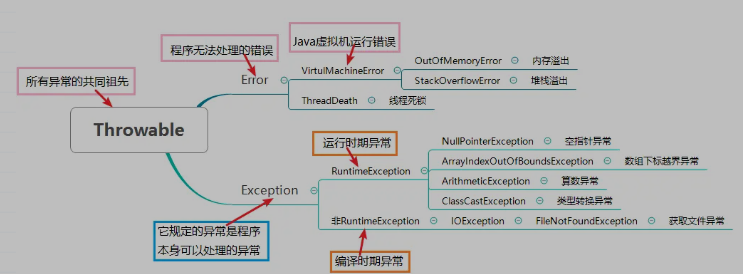 程序无法处理的错误
Java虚拟机运行错误
OutOfMemoryError 内存溢出
VirtulMachineError
StackOverflowError 堆栈溢出
Error
ThreadDeath 线程死锁
所有异常的共同祖先
Throwable
运行时期异常
NullPointerException 空指针异常
ArrayIndexOutOfBoundsException 数组下标越界异常
RuntimeException
ArithmeticException 算数异常
Exception
ClassCastException 类型转换异常
非RuntimeException IOException FileNotFoundException 获取文件异常
它规定的异常是程序
本身可以处理的异常
编译时期异常